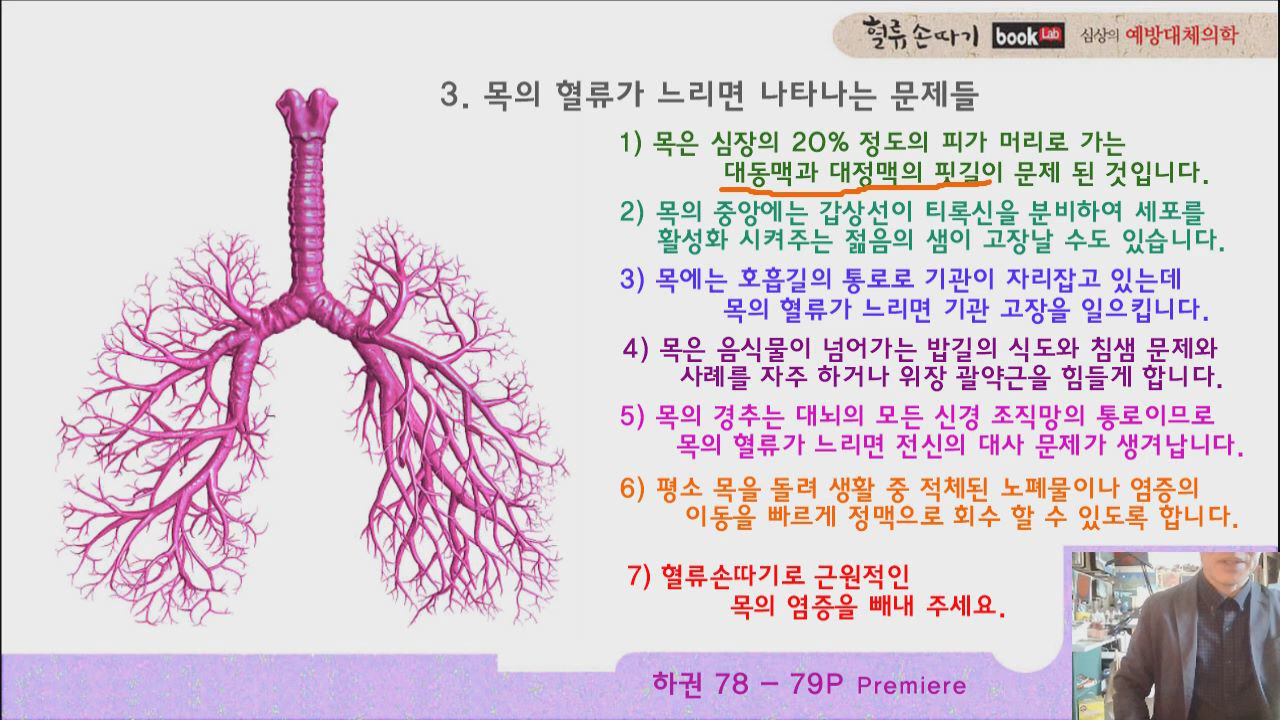 혈류손따기 book Lab 심상의 예방대체의학
3. 목의 혈류가 느리면 나타나는 문제들
1) 목은 심장의 20% 정도의 피가 머리로 가는
대동맥과 대정맥의 핏길이 문제 된 것입니다.
2) 목의 중앙에는 갑상선이 티록신을 분비하여 세포를
활성화 시켜주는 젊음의 샘이 고장날 수도 있습니다.
3) 목에는 호흡길의 통로로 기관이 자리잡고 있는데
목의 혈류가 느리면 기관 고장을 일으킵니다.
4) 목은 음식물이 넘어가는 밥길의 식도와 침샘 문제와
사례를 자주 하거나 위장 괄약근을 힘들게 합니다.
5) 목의 경추는 대뇌의 모든 신경 조직망의 통로이므로
목의 혈류가 느리면 전신의 대사 문제가 생겨납니다.
6) 평소 목을 돌려 생활 중 적체된 노폐물이나 염증의
이동을 빠르게 정맥으로 회수 할 수 있도록 합니다.
7) 혈류손따기로 근원적인
목의 염증을 빼내 주세요.
하권 78 - 79P Premiere